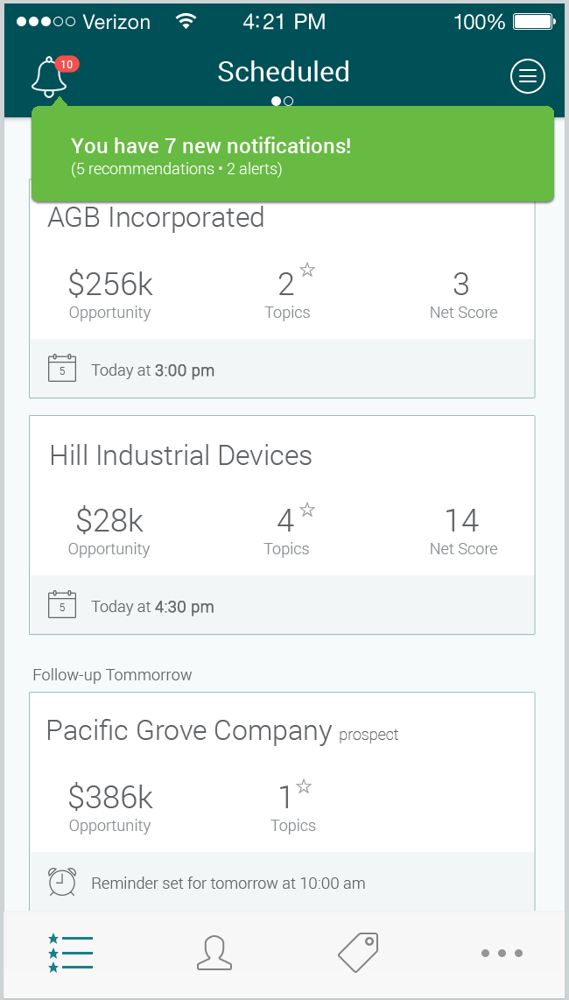 Verizon 4:21 PM 100%
10
Scheduled
You have 7 new notifications!
(5 recommendations • 2 alerts)
AGB Incorporated
$256k 2 3
Opportunity Topics Net Score
5 Today at 3:00 pm
Hill Industrial Devices
$28k 4 14
Opportunity Topics Net Score
5 Today at 4:30 pm
Follow-up Tommorrow
Pacific Grove Company prospect
$386k 1
Opportunity Topics
Reminder set for tomorrow at 10:00 am